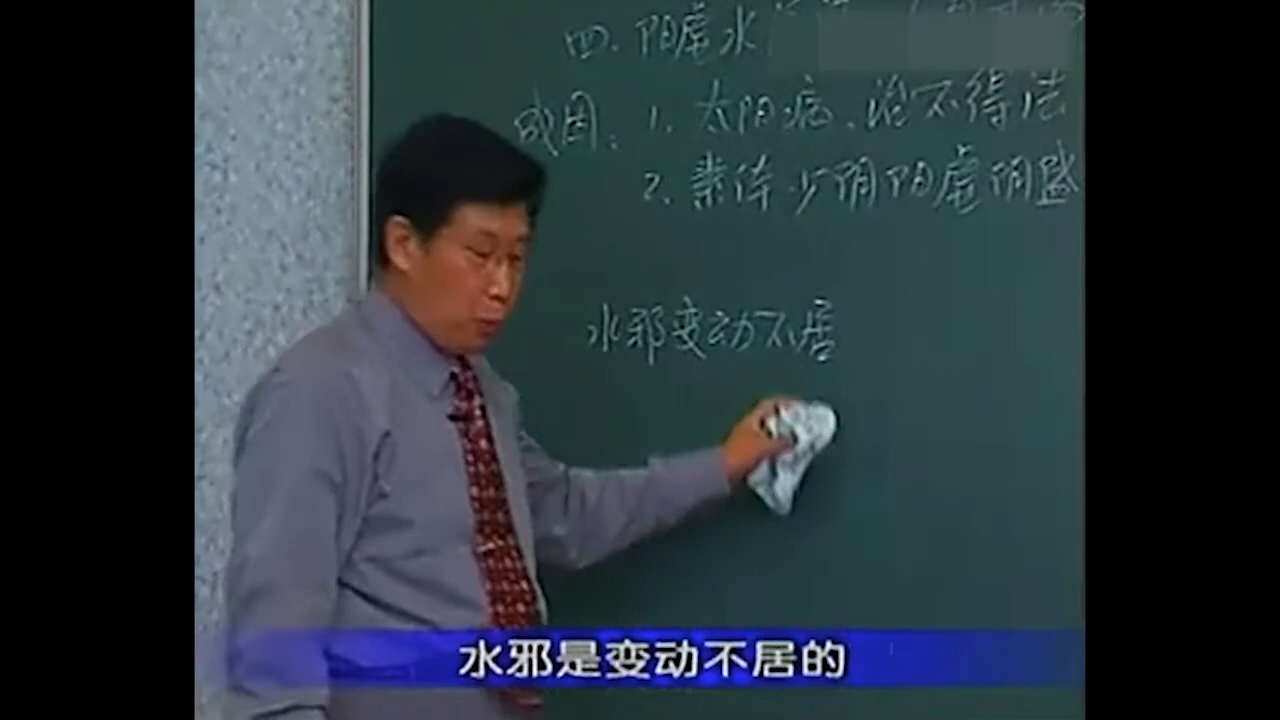 四. 阳虚水
成因: 1. 太阳病, 治不得法
2. 素体少阴阳虚阴盛
水邪变动不居
水邪是变动不居的